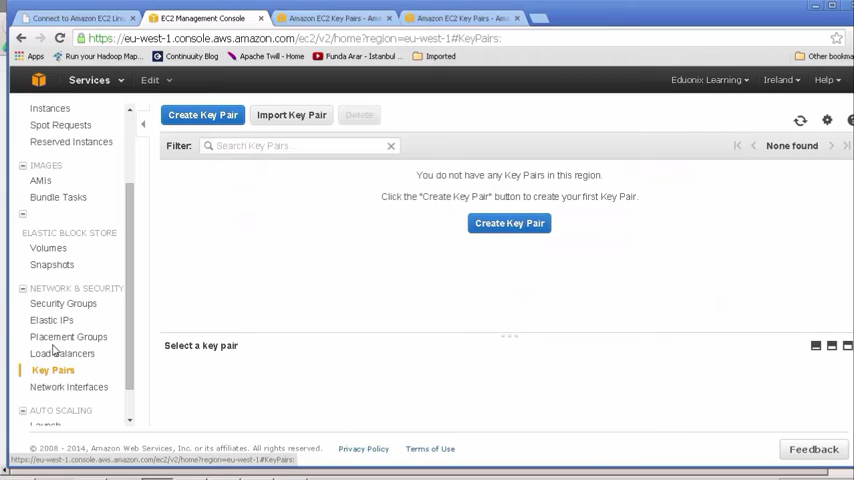 Connect to Amazon EC2 Linu
EC2 Management Console
Amazon EC2 Key Pairs - Ama
Amazon EC2 Key Pairs - Am
https://eu-west-1.console.aws.amazon.com/ec2/v2/home?region=eu-west-1#KeyPairs:
Apps
Run your Hadoop Map...
Continuuity Blog
Apache Twill - Home
Funda Arar - İstanbul ...
Imported
Other bookma
Services
Edit
Eduonix Learning
Ireland
Help
Instances
Spot Requests
Reserved Instances
IMAGES
AMIs
Bundle Tasks
ELASTIC BLOCK STORE
Volumes
Snapshots
NETWORK & SECURITY
Security Groups
Elastic IPs
Placement Groups
Load Balancers
Key Pairs
Network Interfaces
AUTO SCALING
Launch
Create Key Pair
Import Key Pair
Delete
Filter:
Search Key Pairs...
None found
You do not have any Key Pairs in this region.
Click the "Create Key Pair" button to create your first Key Pair.
Create Key Pair
Select a key pair
© 2008 - 2014, Amazon Web Services, Inc. or its affiliates. All rights reserved.
Privacy Policy
Terms of Use
Feedback
https://eu-west-1.console.aws.amazon.com/ec2/v2/home?region=eu-west-1#KeyPairs: